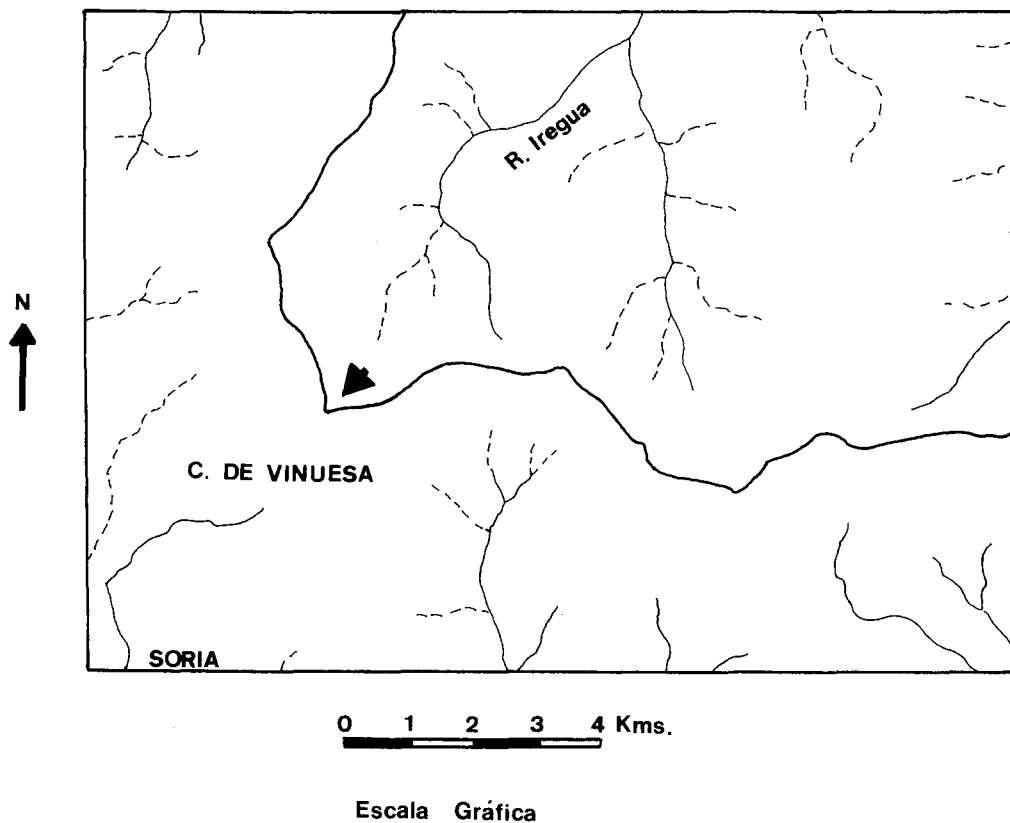 R. Iregua
N
C. DE VINUESA
SORIA
0 1 2 3 4 Kms.
Escala Gráfica